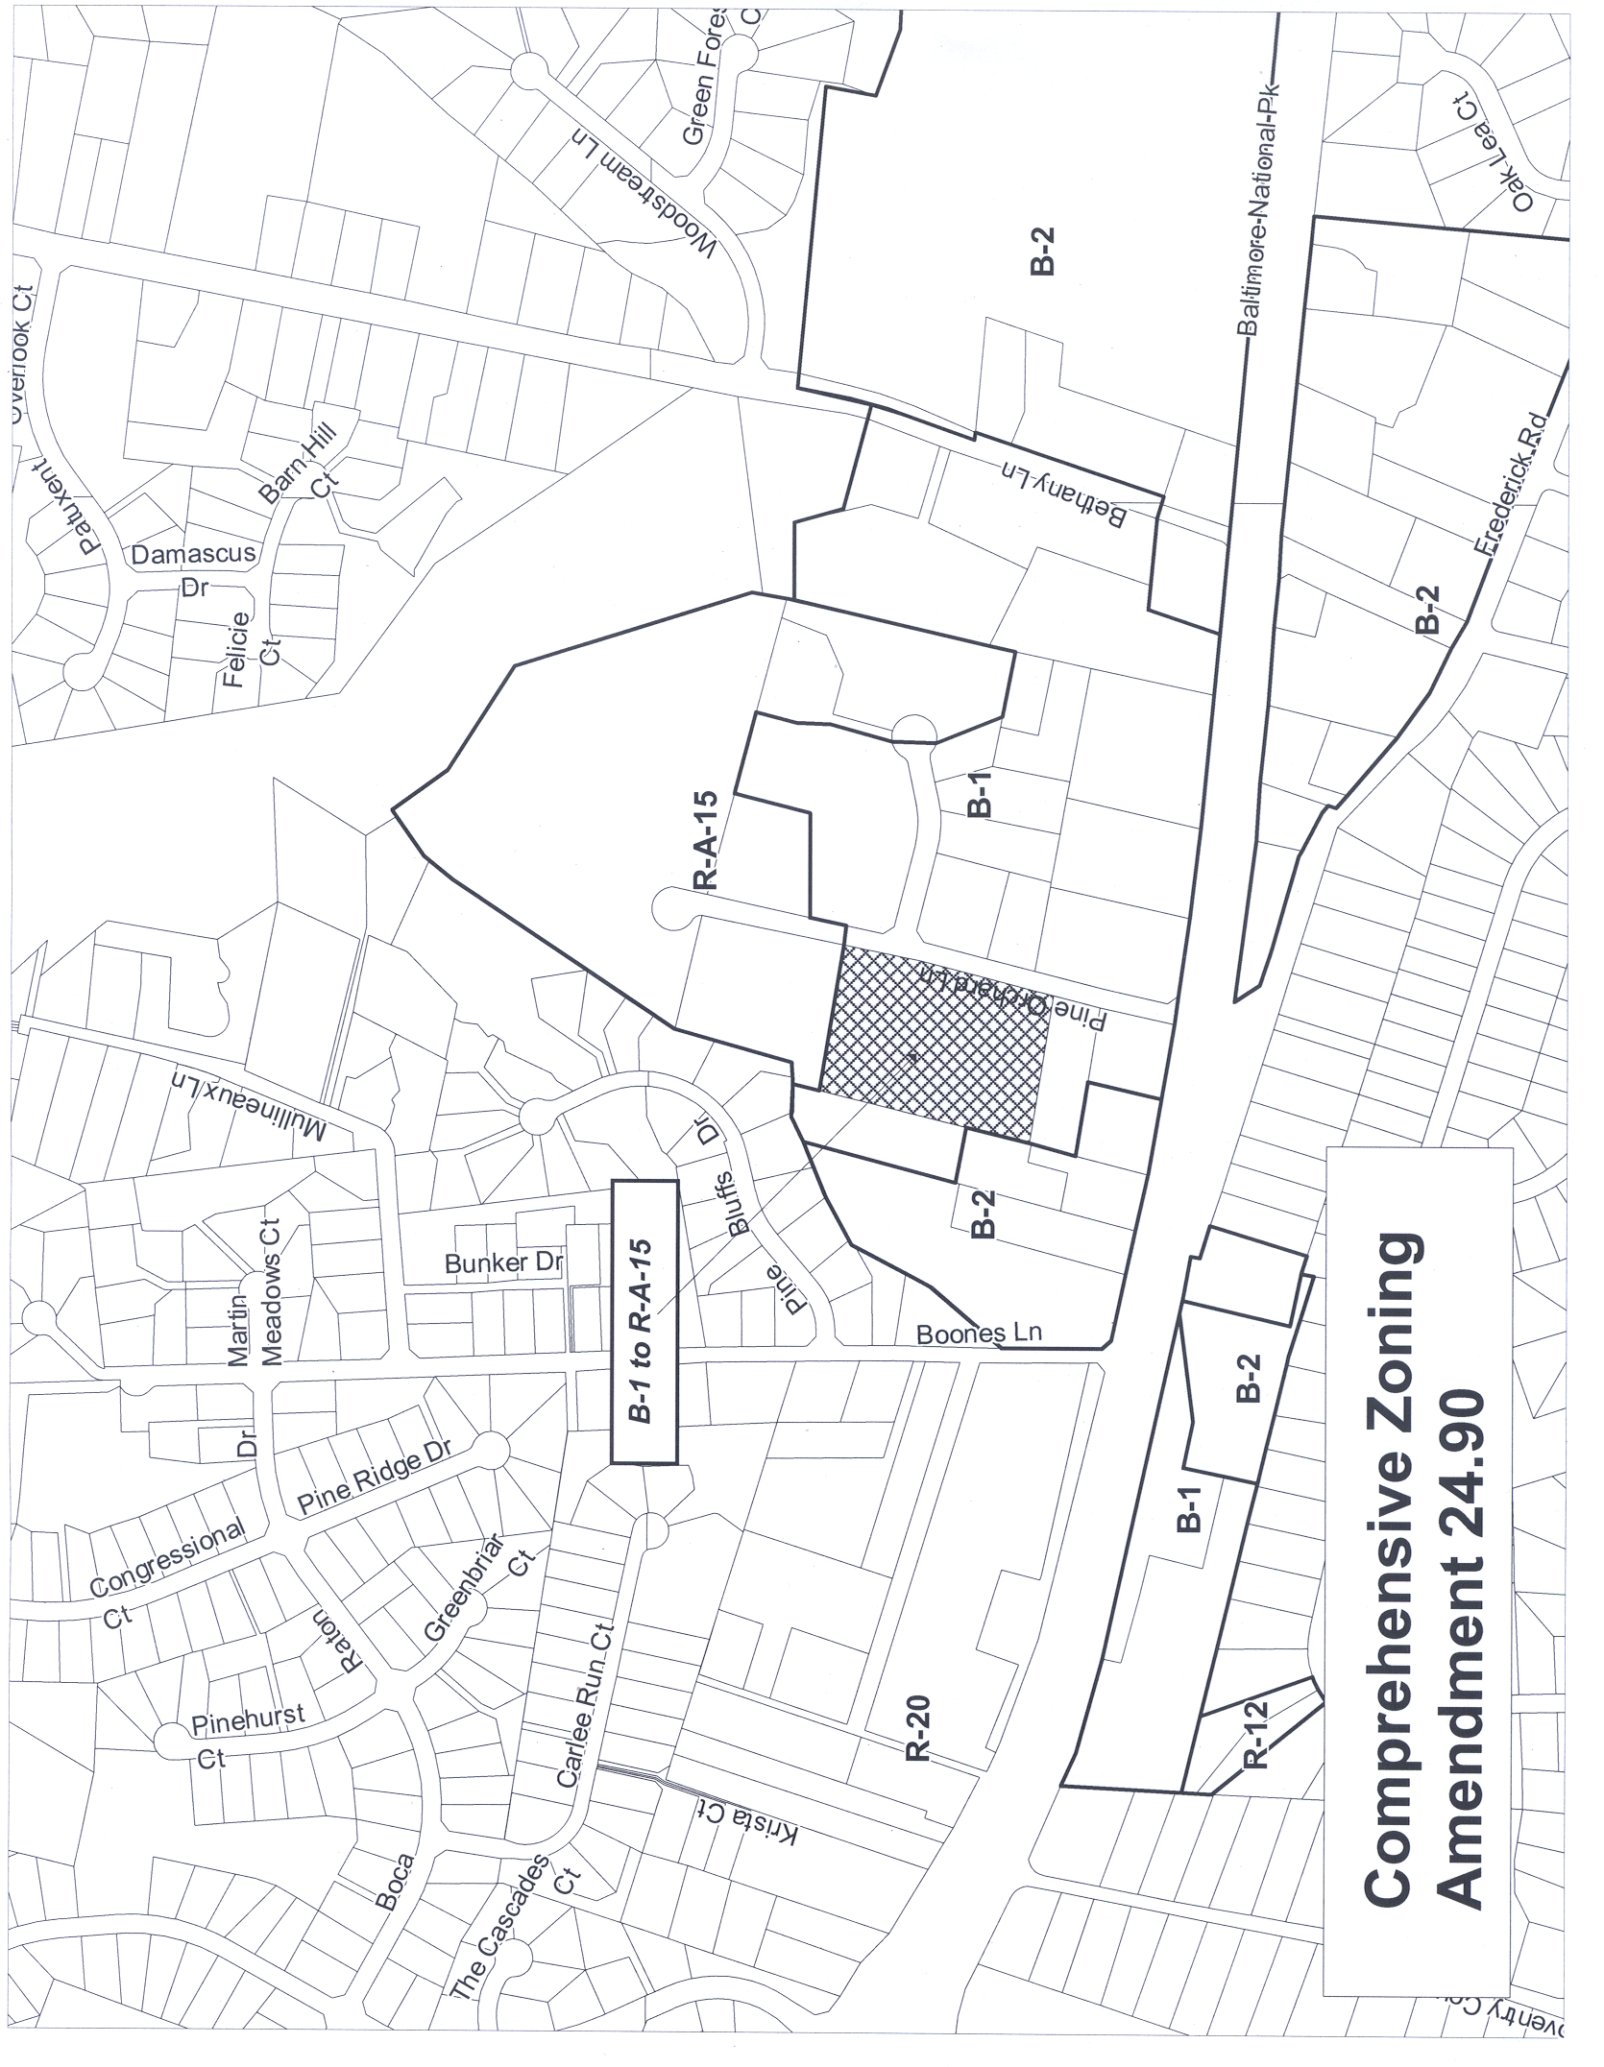 Overlook Ct
Patuxent
Damascus
Dr
Felicie
Ct
Barn Hill
Ct
Woodstream Ln
Green Fores
Baltimore-National-Pk
Oak Lea Ct
B-2
Bethany Ln
Frederick Rd
B-2
R-A-15
B-1
Pine Orchard Ln
Mullineaux Ln
Martin
Meadows Ct
Bunker Dr
Pine
Bluffs
Dr
B-1 to R-A-15
B-2
Boones Ln
B-2
B-1
Dr
Pine Ridge Dr
Congressional
Ct
Greenbriar
Ct
Raton
Pinehurst
Ct
Carlee Run Ct
Krista Ct
R-20
R-12
Boca
The Cascades
Ct
Comprehensive Zoning
Amendment 24.90